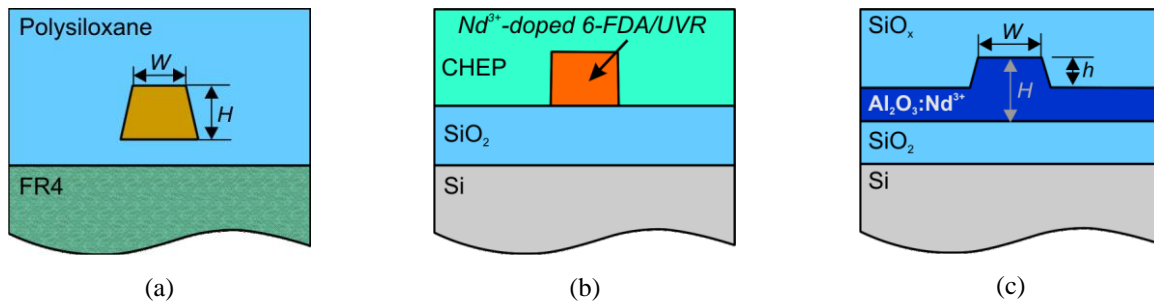 Polysiloxane
W
H
FR4
(a)
Nd³⁺-doped 6-FDA/UVR
CHEP
SiO₂
Si
(b)
SiOₓ
W
h
H
Al₂O₃:Nd³⁺
SiO₂
Si
(c)